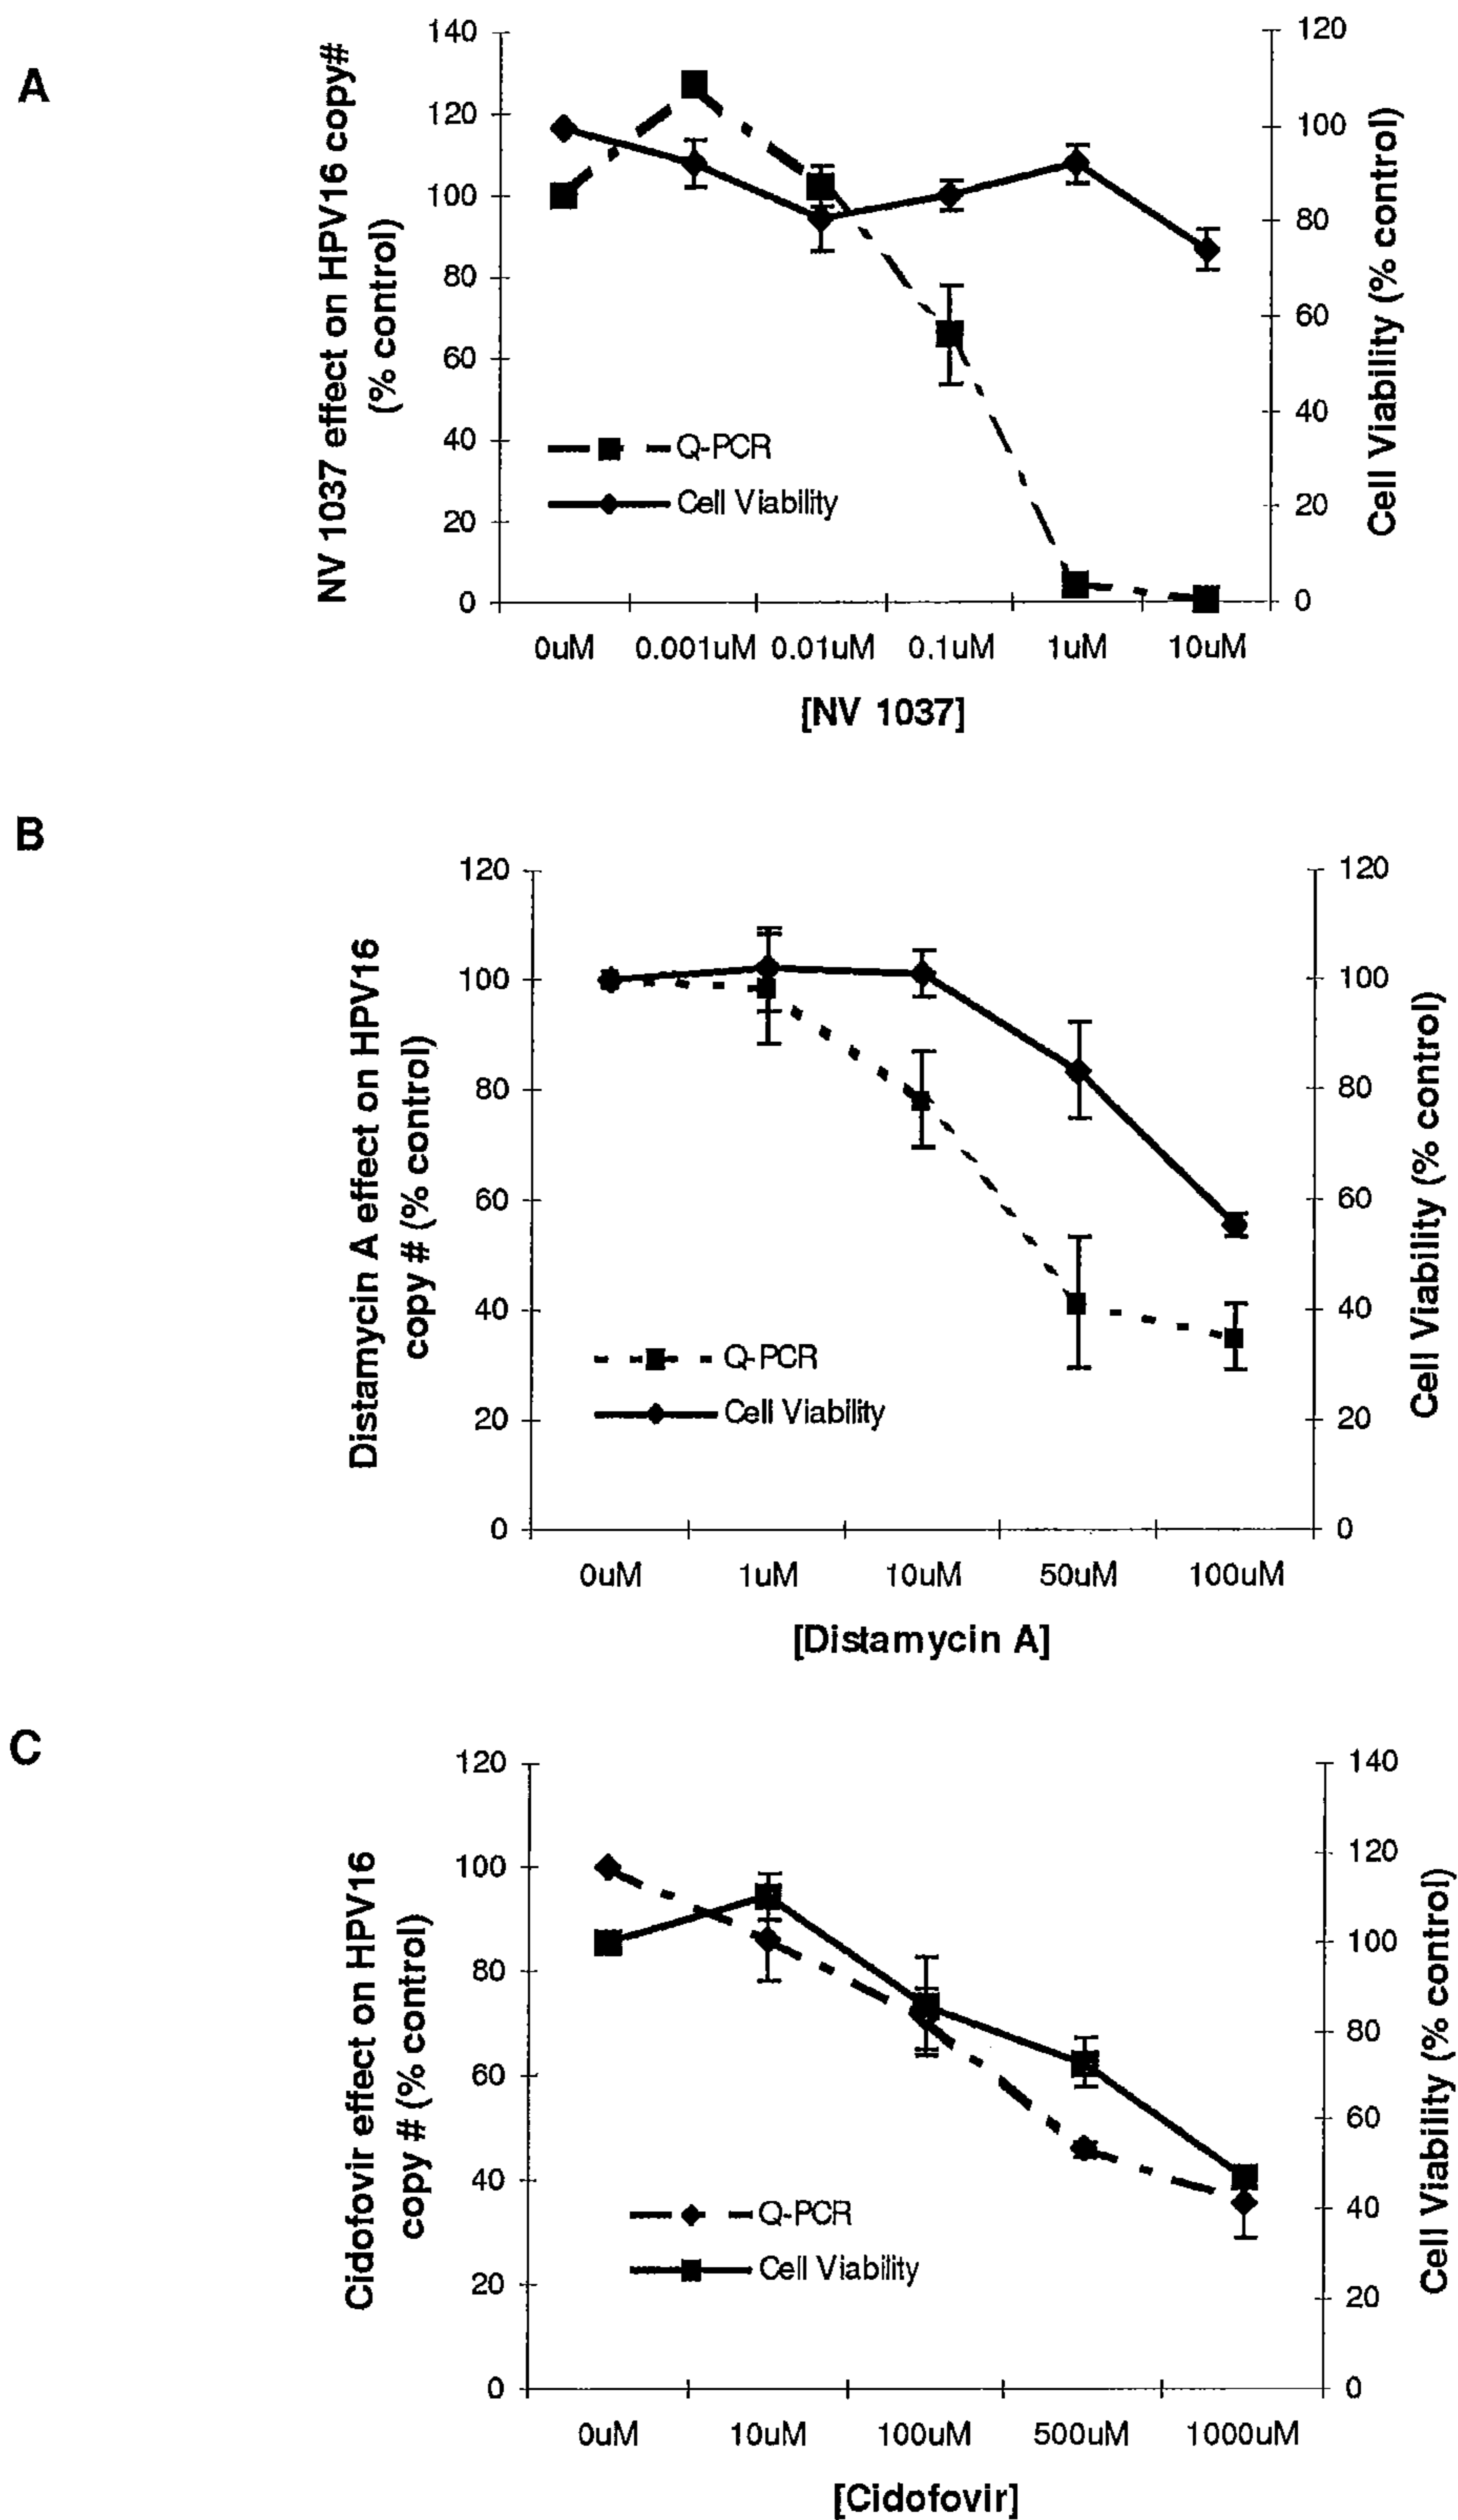 A
NV 1037 effect on HPV16 copy#
(% control)
140
120
100
80
60
40
20
0
120
100
80
60
40
20
0
Cell Viability (% control)
Q-PCR
Cell Viability
0uM 0.001uM 0.01uM 0.1uM 1uM 10uM
[NV 1037]
B
Distamycin A effect on HPV16
copy # (% control)
120
100
80
60
40
20
0
120
100
80
60
40
20
0
Cell Viability (% control)
Q-PCR
Cell Viability
0uM 1uM 10uM 50uM 100uM
[Distamycin A]
C
Cidofovir effect on HPV16
copy # (% control)
120
100
80
60
40
20
0
140
120
100
80
60
40
20
0
Cell Viability (% control)
Q-PCR
Cell Viability
0uM 10uM 100uM 500uM 1000uM
[Cidofovir]